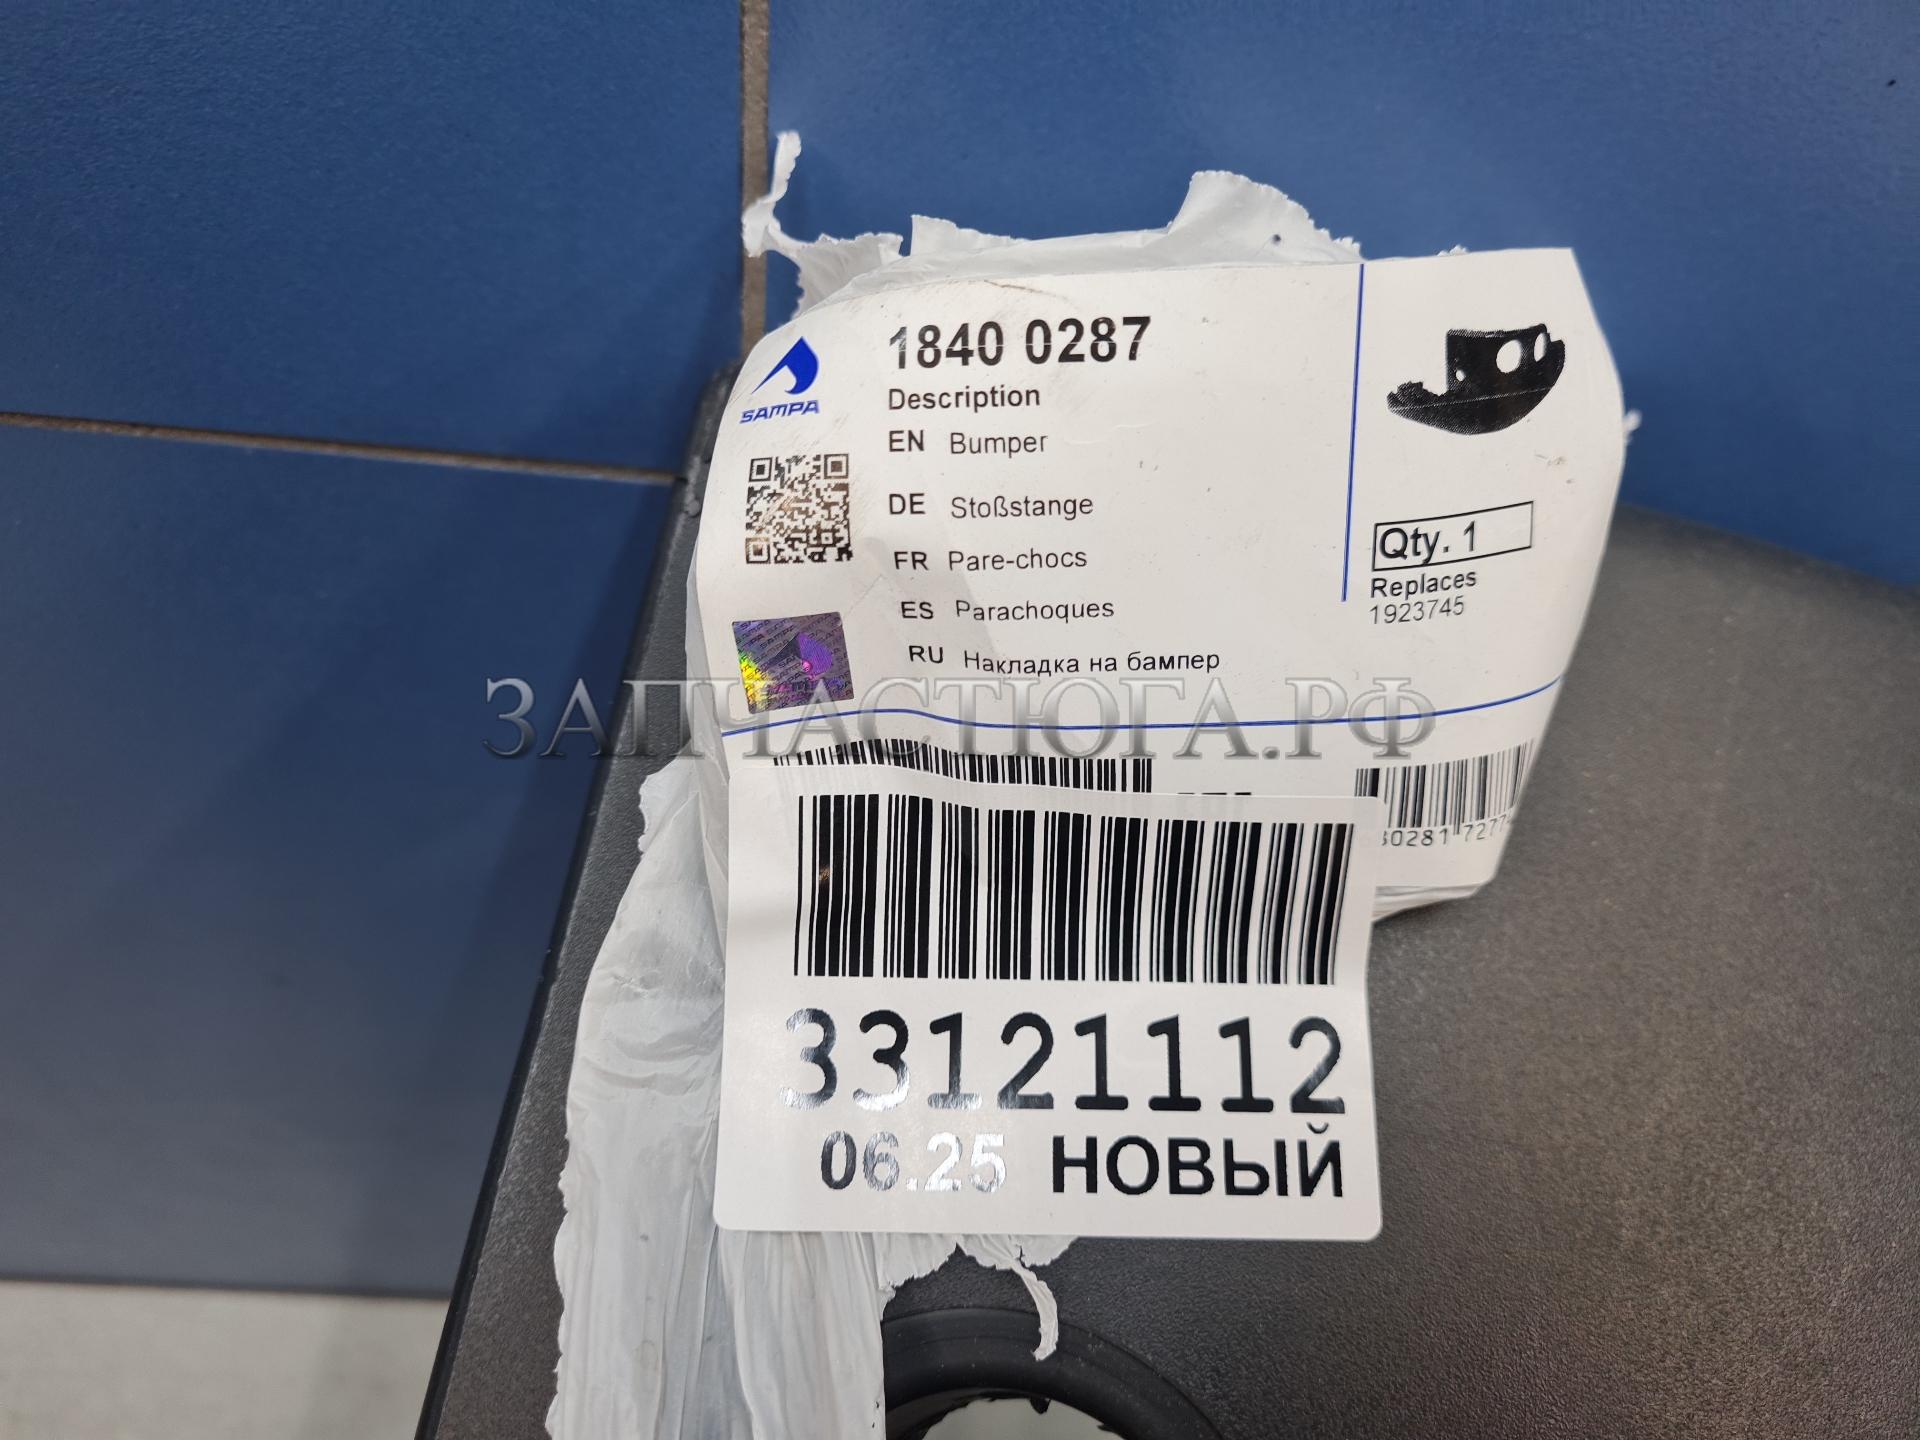 SAMPA
1840 0287
Description
EN Bumper
DE Stoßstange
FR Pare-chocs
ES Parachoques
RU Накладка на бампер
Qty. 1
Replaces
1923745
ЗАПЧАСТЮГА.РФ
33121112
06.25 НОВЫЙ